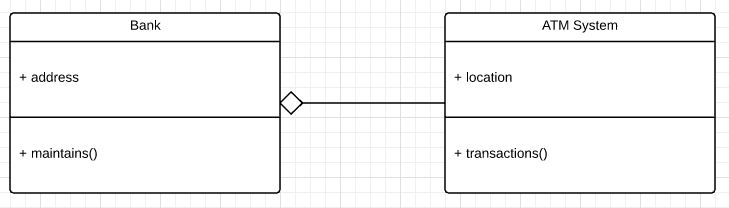 Bank
+ address
+ maintains()
ATM System
+ location
+ transactions()